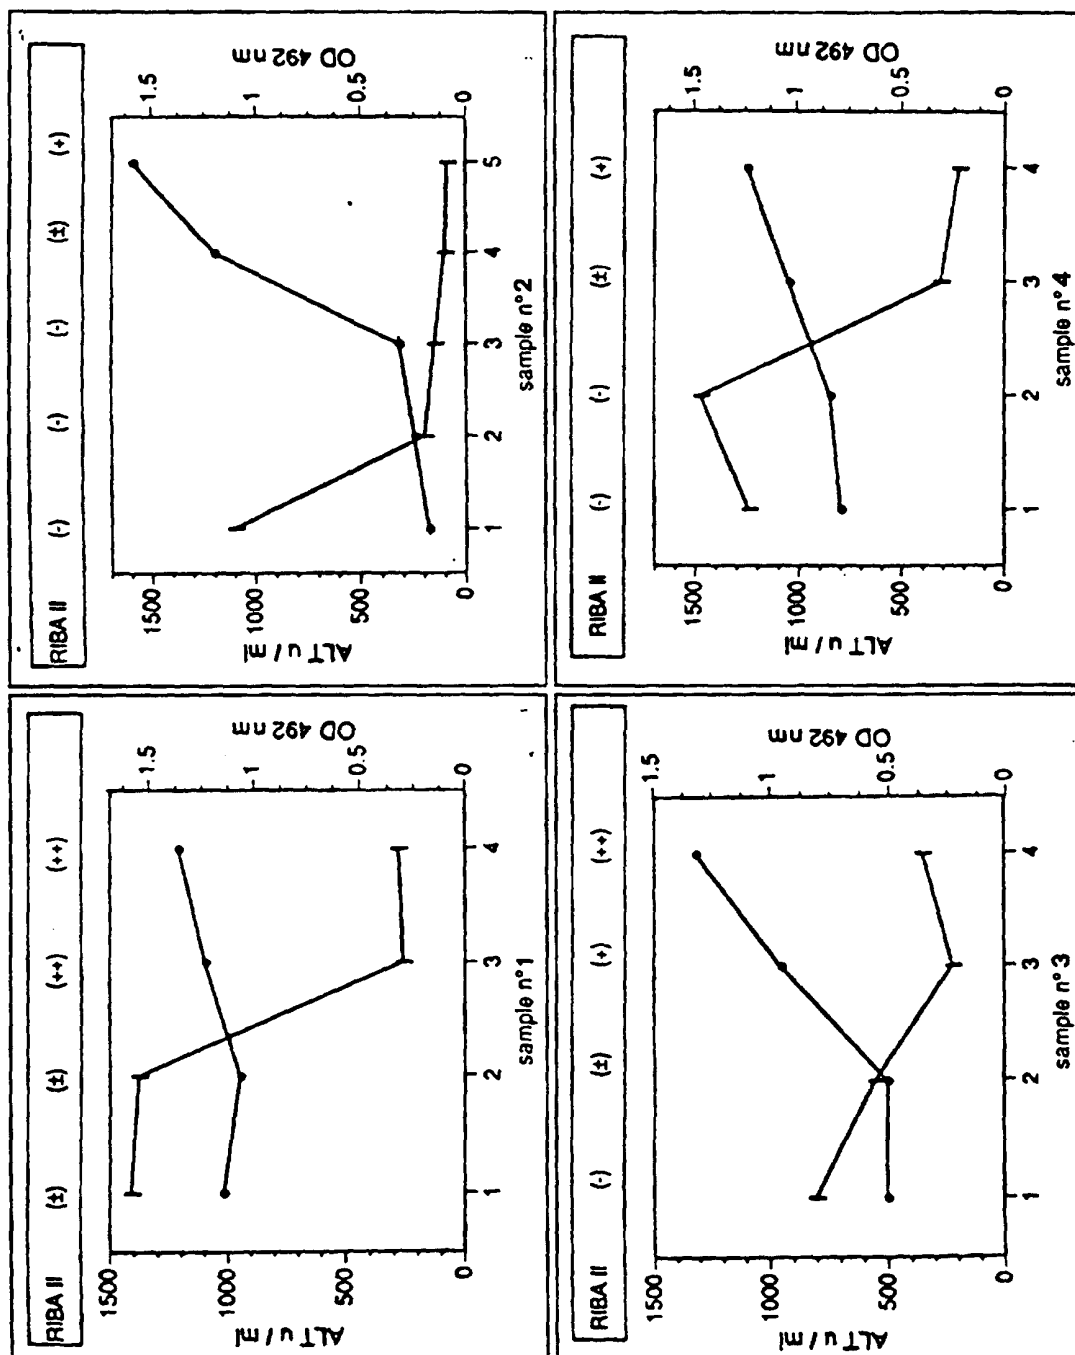 RIBA II (±) (±) (++) (++)
1500
1000
500
0
ALT u / ml
1.5
1
0.5
0
OD 492 nm
1 2 3 4
sample n°1
RIBA II (-) (-) (-) (±) (+)
1500
1000
500
0
ALT u / ml
1.5
1
0.5
0
OD 492 nm
1 2 3 4 5
sample n°2
RIBA II (-) (±) (+) (++)
1500
1000
500
0
ALT u / ml
1.5
1
0.5
0
OD 492 nm
1 2 3 4
sample n°3
RIBA II (-) (-) (±) (+)
1500
1000
500
0
ALT u / ml
1.5
1
0.5
0
OD 492 nm
1 2 3 4
sample n°4